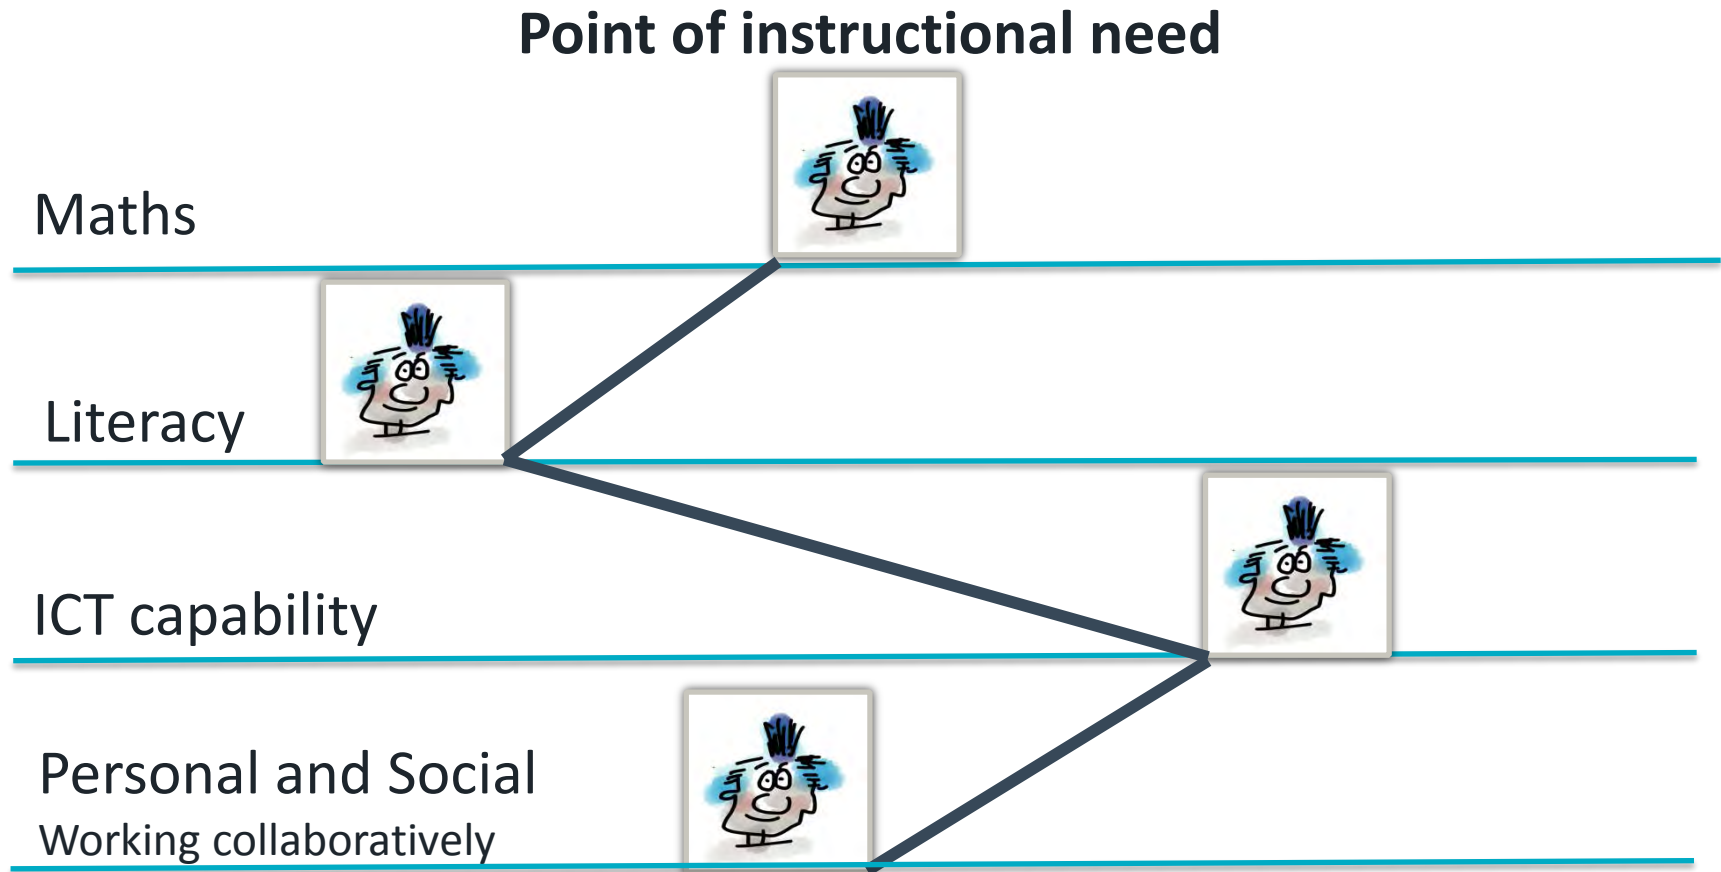 Point of instructional need
Maths
Literacy
ICT capability
Personal and Social
Working collaboratively